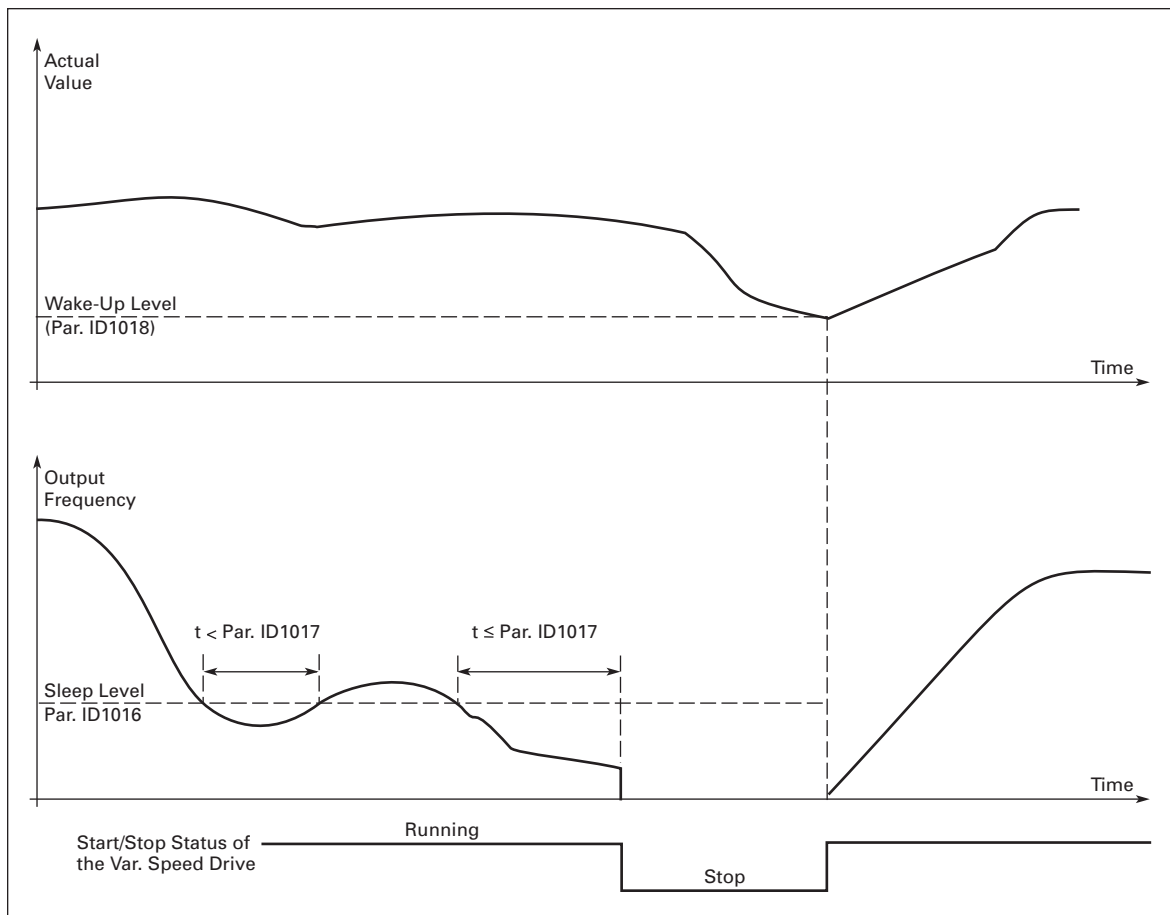 Actual
Value
Wake-Up Level
(Par. ID1018)
Time
Output
Frequency
t < Par. ID1017
t ≤ Par. ID1017
Sleep Level
Par. ID1016
Time
Running
Start/Stop Status of
the Var. Speed Drive
Stop